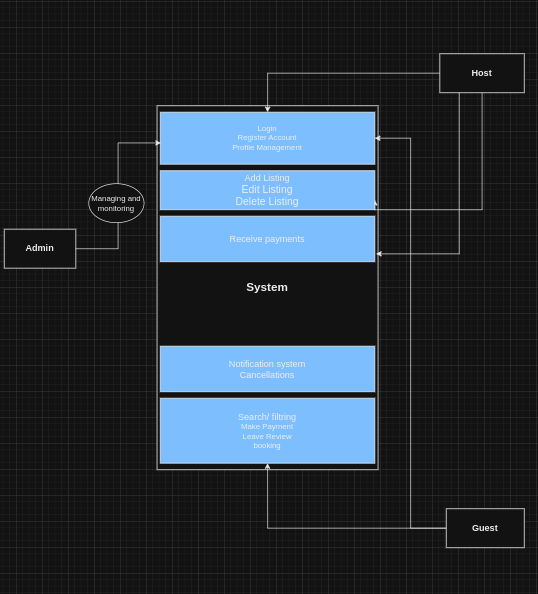 Host
Login
Register Account
Profile Management
Add Listing
Edit Listing
Delete Listing
Managing and
monitoring
Admin
Receive payments
System
Notification system
Cancellations
Search/ filtring
Make Payment
Leave Review
booking
Guest